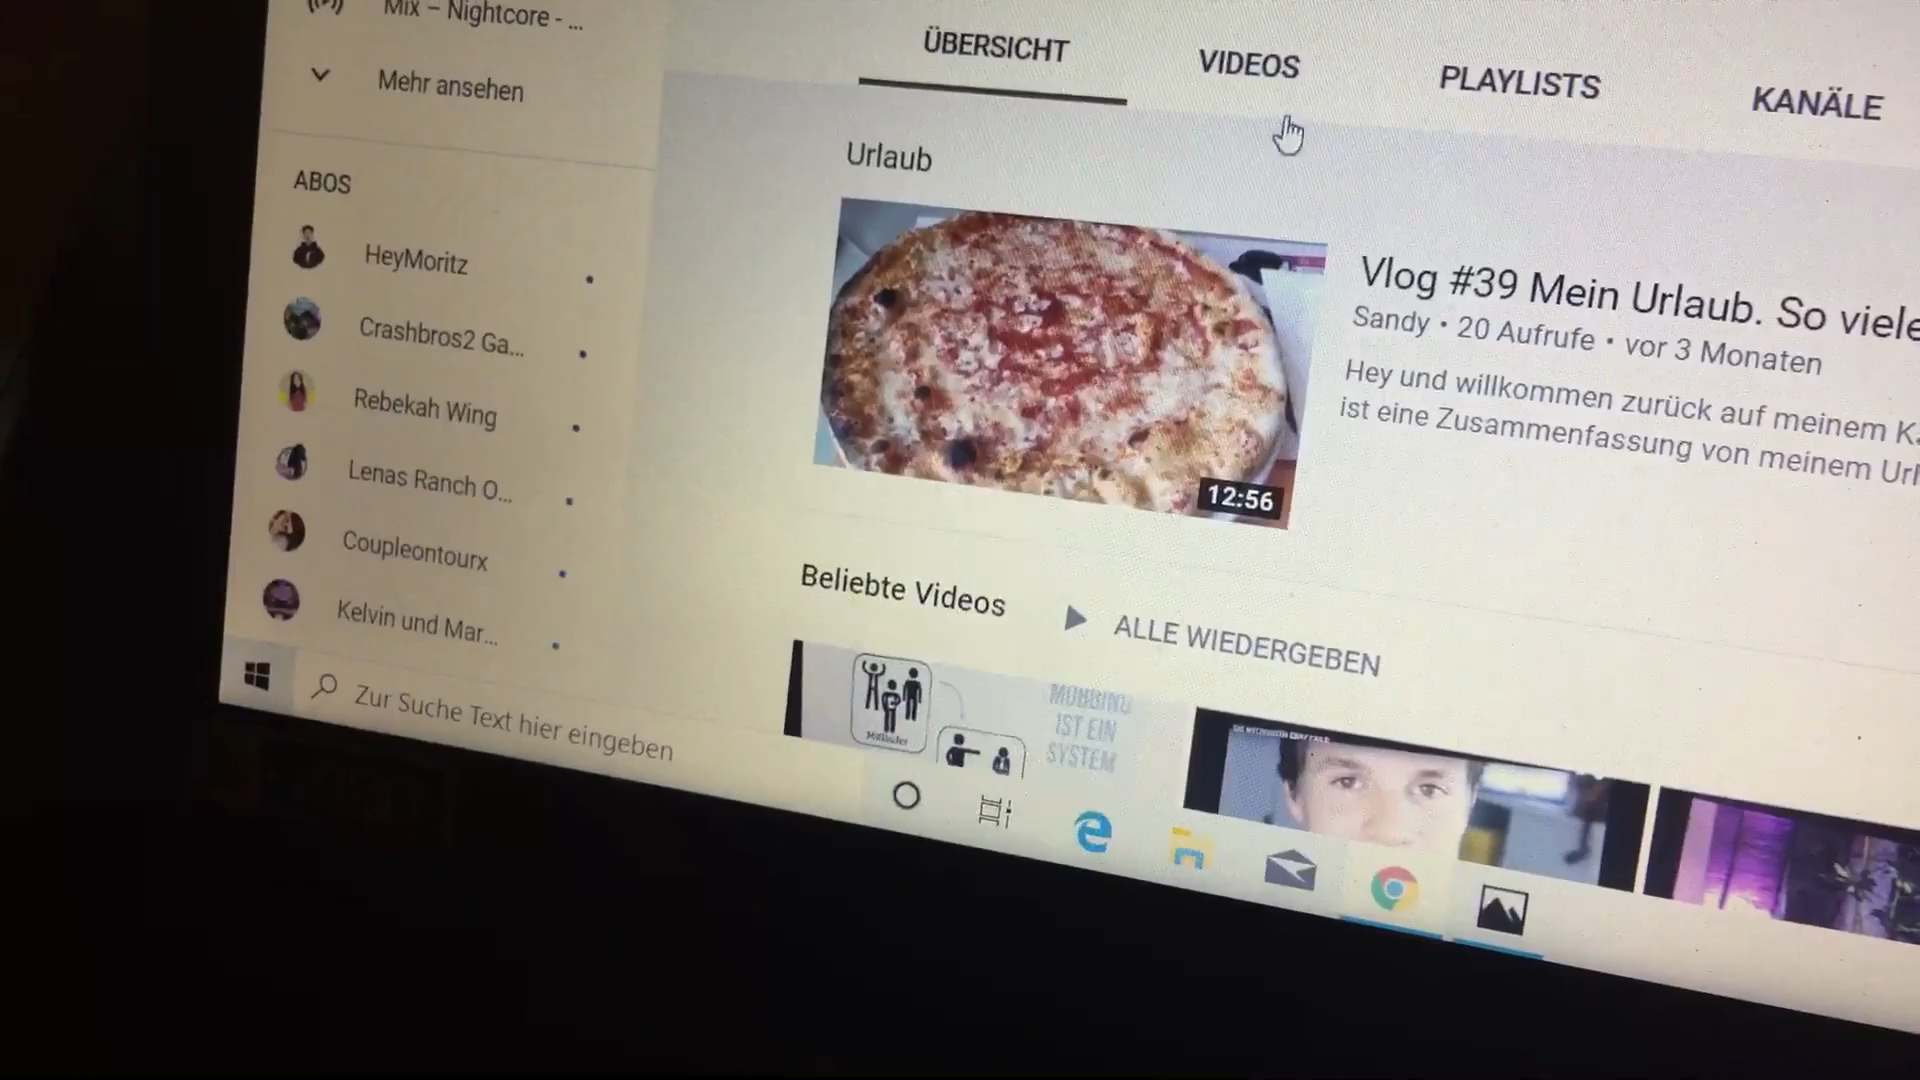 Mix – Nightcore - ...
Mehr ansehen
ABOS
HeyMoritz
Crashbros2 Ga...
Rebekah Wing
Lenas Ranch O...
Coupleontourx
Kelvin und Mar...
Zur Suche Text hier eingeben
ÜBERSICHT
VIDEOS
PLAYLISTS
KANÄLE
Urlaub
12:56
Vlog #39 Mein Urlaub. So viele
Sandy • 20 Aufrufe • vor 3 Monaten
Hey und willkommen zurück auf meinem K
ist eine Zusammenfassung von meinem Url
Beliebte Videos
ALLE WIEDERGEBEN
MOBBING
IST EIN
SYSTEM
Mitläufer